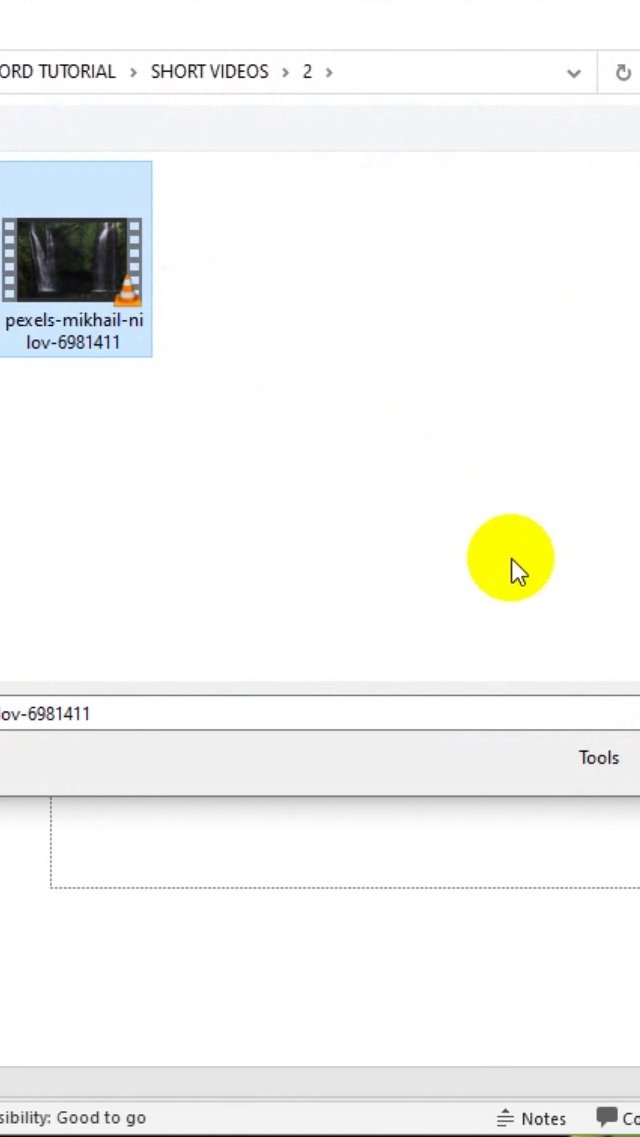 ORD TUTORIAL > SHORT VIDEOS > 2 >
pexels-mikhail-ni
lov-6981411
lov-6981411
Tools
sibility: Good to go
Notes
Co